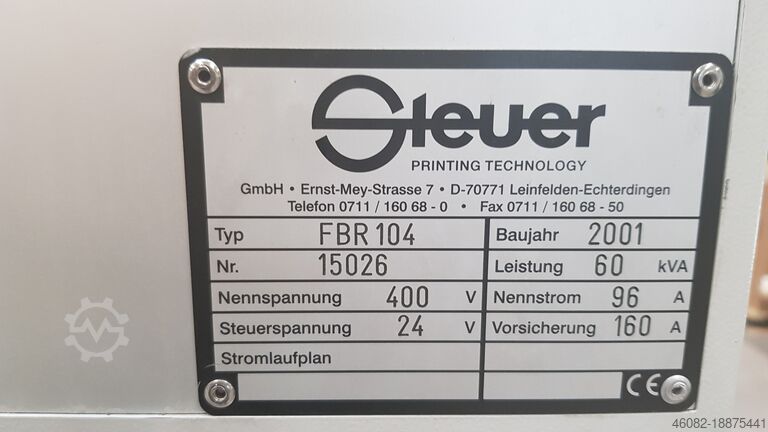 Steuer
PRINTING TECHNOLOGY
GmbH • Ernst-Mey-Strasse 7 • D-70771 Leinfelden-Echterdingen
Telefon 0711 / 160 68 - 0 • Fax 0711 / 160 68 - 50
Typ FBR 104 Baujahr 2001
Nr. 15026 Leistung 60 kVA
Nennspannung 400 V Nennstrom 96 A
Steuerspannung 24 V Vorsicherung 160 A
Stromlaufplan
CE
46082-18875441